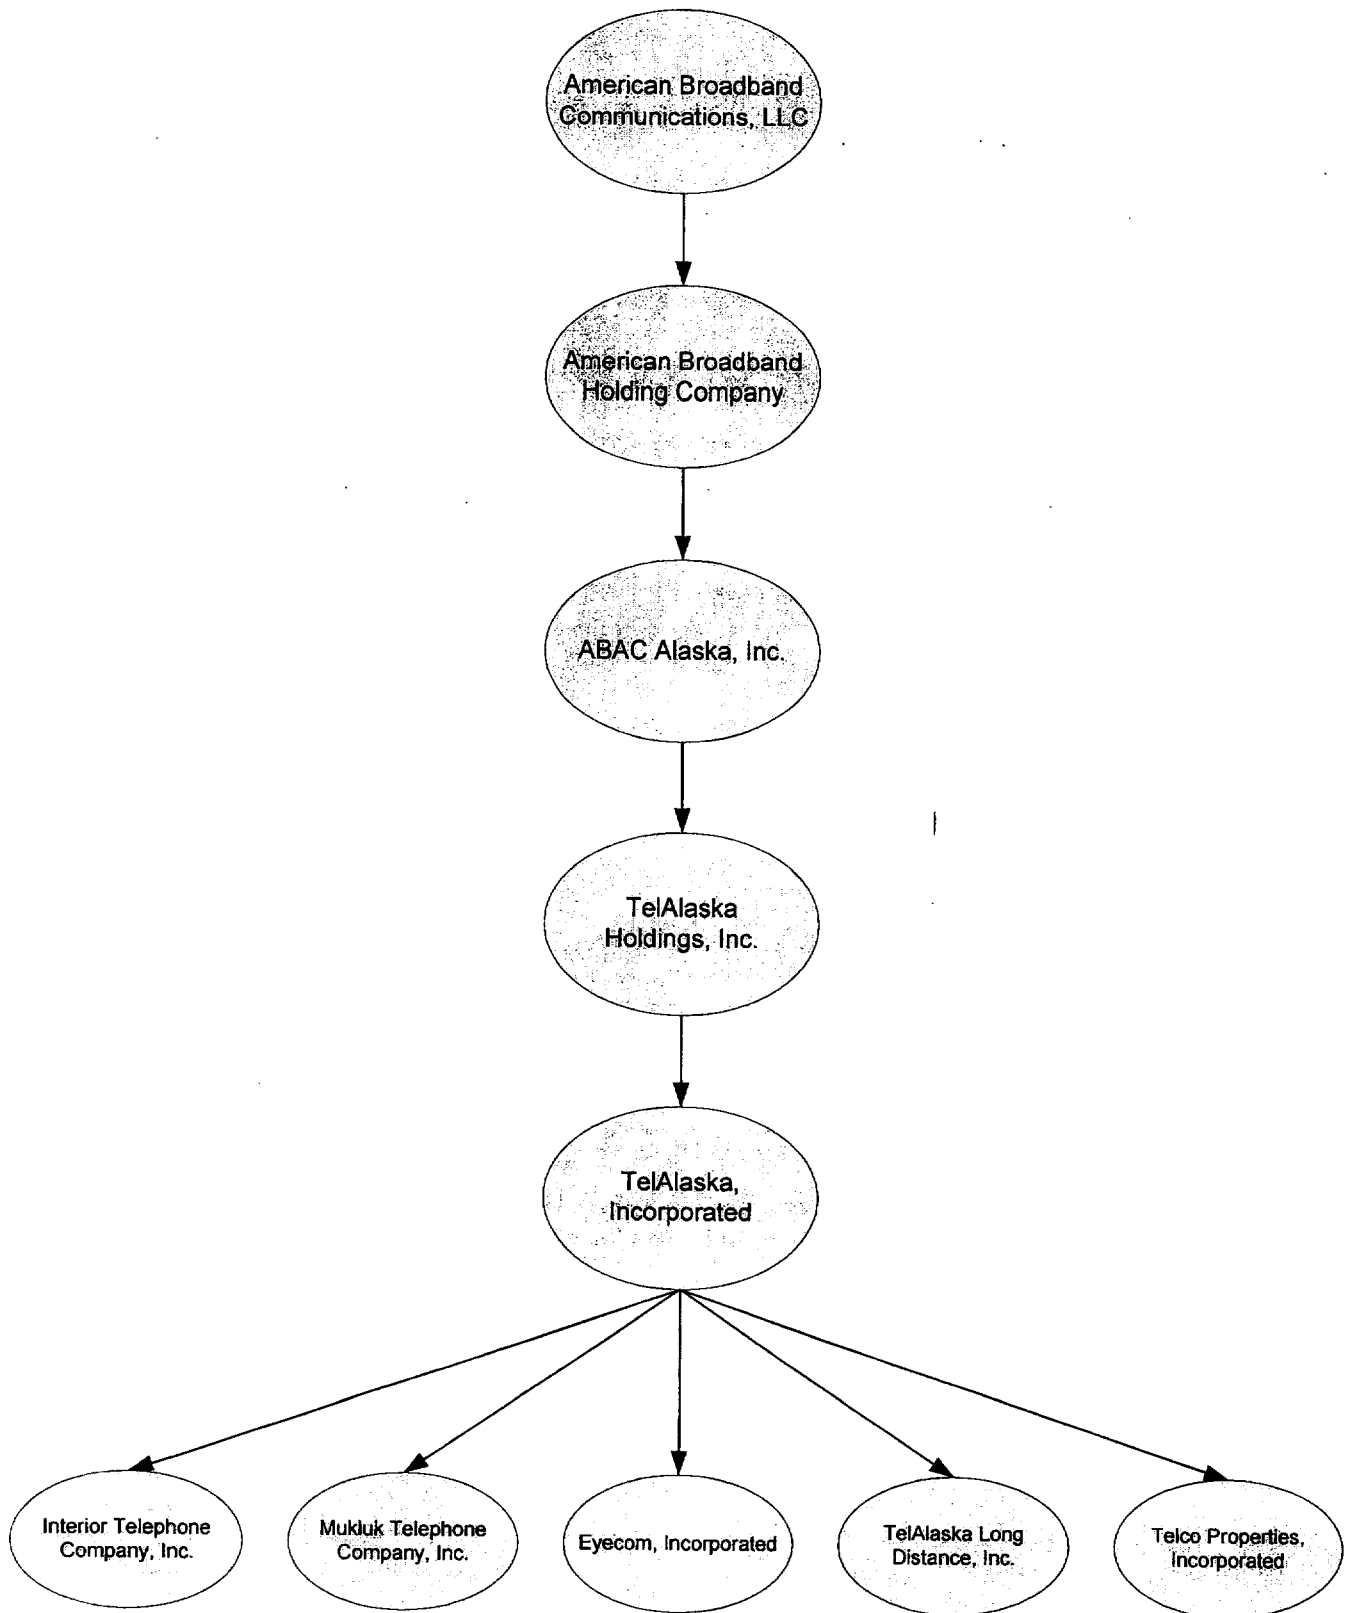 American Broadband
Communications, LLC
American Broadband
Holding Company
ABAC Alaska, Inc.
TelAlaska
Holdings, Inc.
TelAlaska,
Incorporated
Interior Telephone
Company, Inc.
Mukluk Telephone
Company, Inc.
Eyecom, Incorporated
TelAlaska Long
Distance, Inc.
Telco Properties,
Incorporated